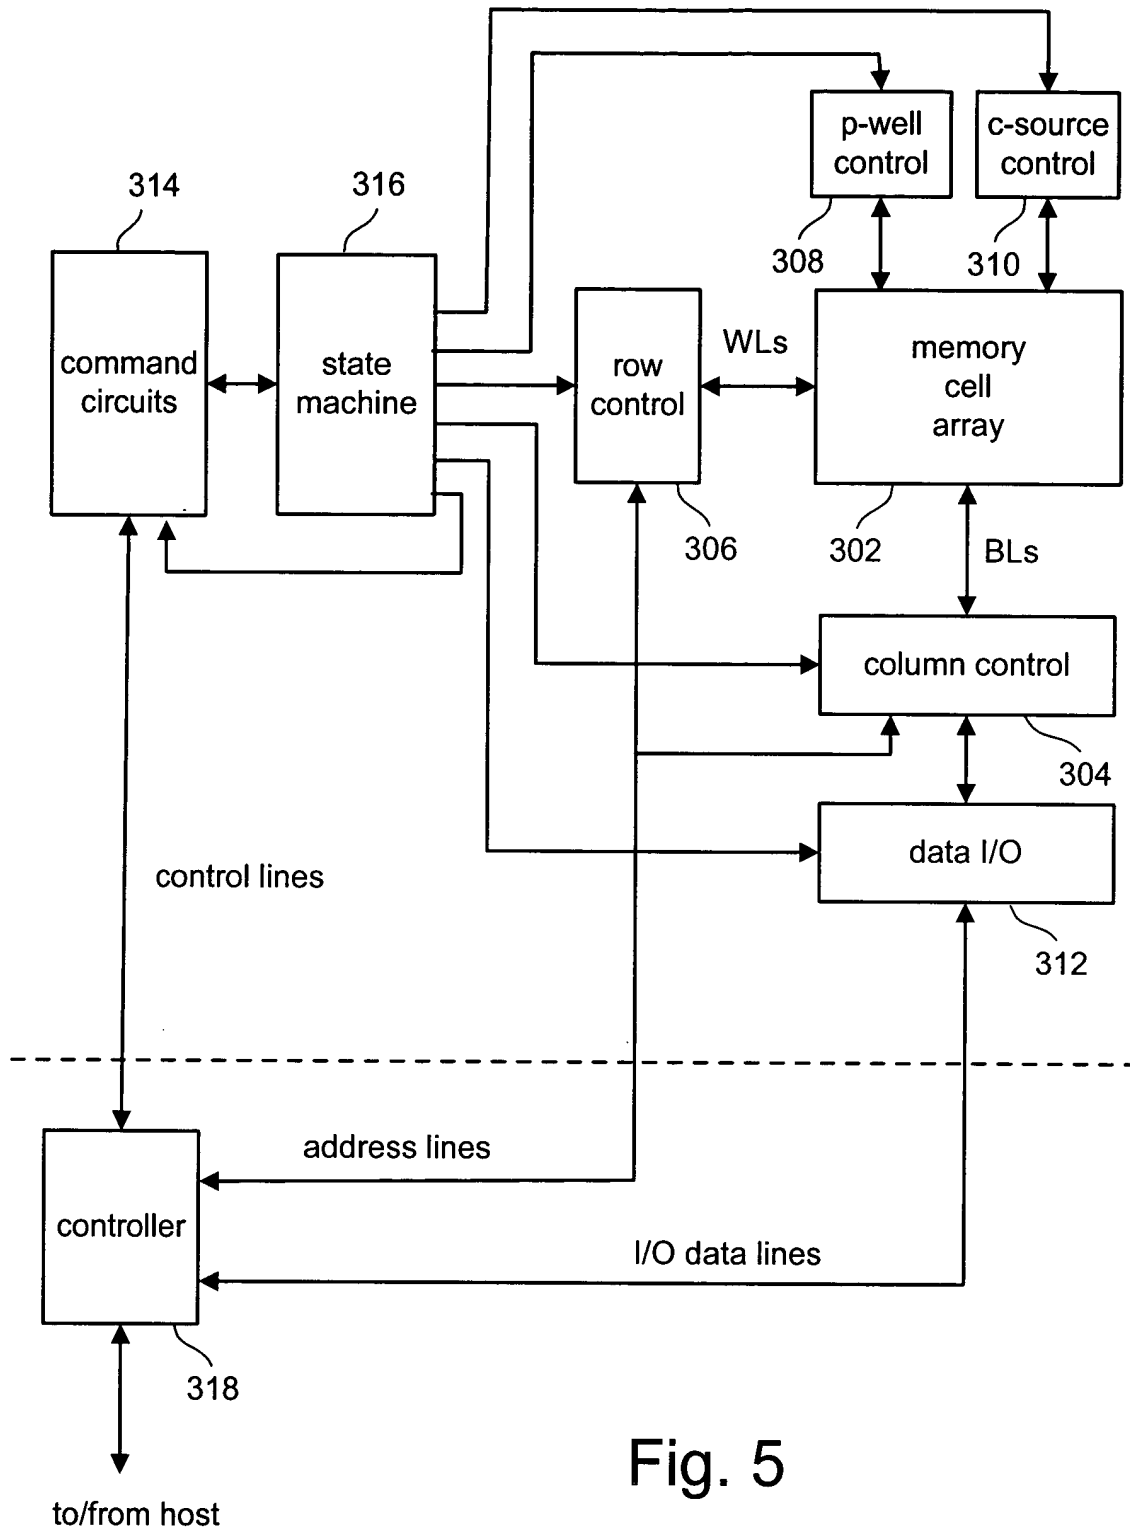 p-well
control
c-source
control
314
316
308
310
command
circuits
state
machine
row
control
WLs
memory
cell
array
306
302
BLs
column control
304
data I/O
control lines
312
address lines
controller
I/O data lines
318
Fig. 5
to/from host